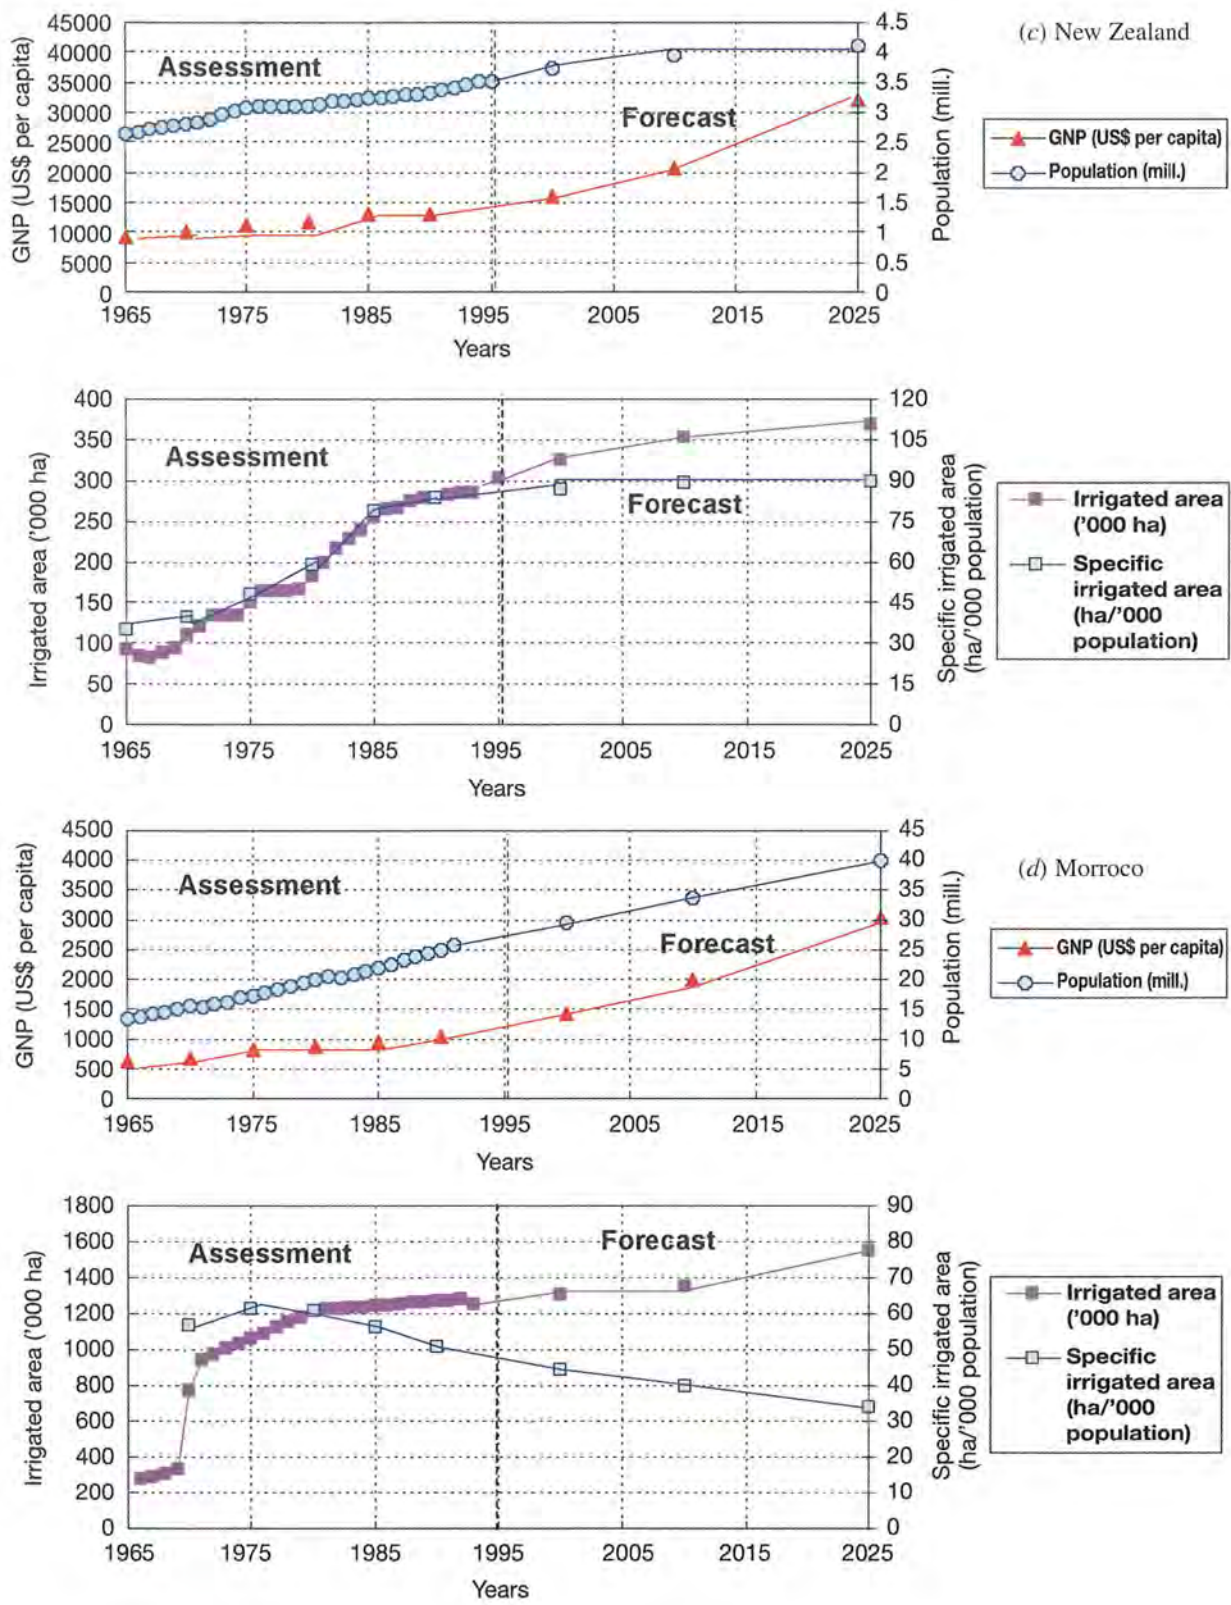 (c) New Zealand
GNP (US$ per capita)
45000
40000
35000
30000
25000
20000
15000
10000
5000
0
Assessment
Forecast
4.5
4
3.5
3
2.5
2
1.5
1
0.5
0
Population (mill.)
1965 1975 1985 1995 2005 2015 2025
Years
GNP (US$ per capita)
Population (mill.)
Irrigated area ('000 ha)
400
350
300
250
200
150
100
50
0
Assessment
Forecast
120
105
90
75
60
45
30
15
0
Specific irrigated area
(ha/'000 population)
1965 1975 1985 1995 2005 2015 2025
Years
Irrigated area
('000 ha)
Specific
irrigated area
(ha/'000
population)
(d) Morroco
GNP (US$ per capita)
4500
4000
3500
3000
2500
2000
1500
1000
500
0
Assessment
Forecast
45
40
35
30
25
20
15
10
5
0
Population (mill.)
1965 1975 1985 1995 2005 2015 2025
Years
GNP (US$ per capita)
Population (mill.)
Irrigated area ('000 ha)
1800
1600
1400
1200
1000
800
600
400
200
0
Assessment
Forecast
90
80
70
60
50
40
30
20
10
0
Specific irrigated area
(ha/'000 population)
1965 1975 1985 1995 2005 2015 2025
Years
Irrigated area
('000 ha)
Specific
irrigated area
(ha/'000
population)